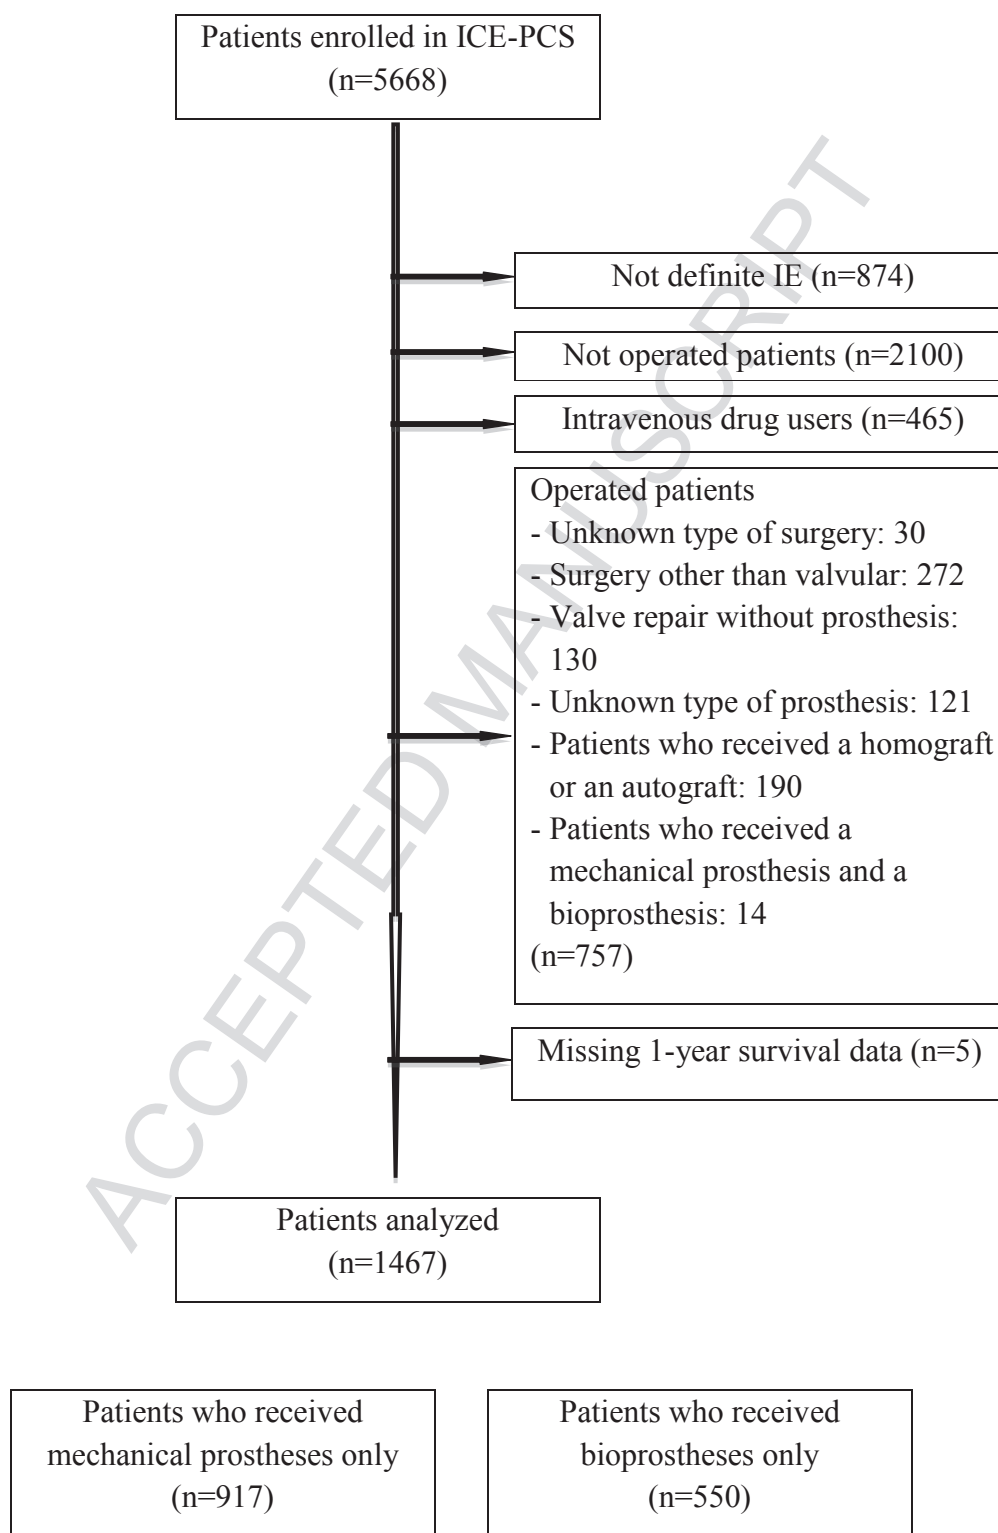 Patients enrolled in ICE-PCS
(n=5668)
Not definite IE (n=874)
Not operated patients (n=2100)
Intravenous drug users (n=465)
Operated patients
- Unknown type of surgery: 30
- Surgery other than valvular: 272
- Valve repair without prosthesis:
130
- Unknown type of prosthesis: 121
- Patients who received a homograft
or an autograft: 190
- Patients who received a
mechanical prosthesis and a
bioprosthesis: 14
(n=757)
Missing 1-year survival data (n=5)
Patients analyzed
(n=1467)
Patients who received
mechanical prostheses only
(n=917)
Patients who received
bioprostheses only
(n=550)
ACCEPTED MANUSCRIPT